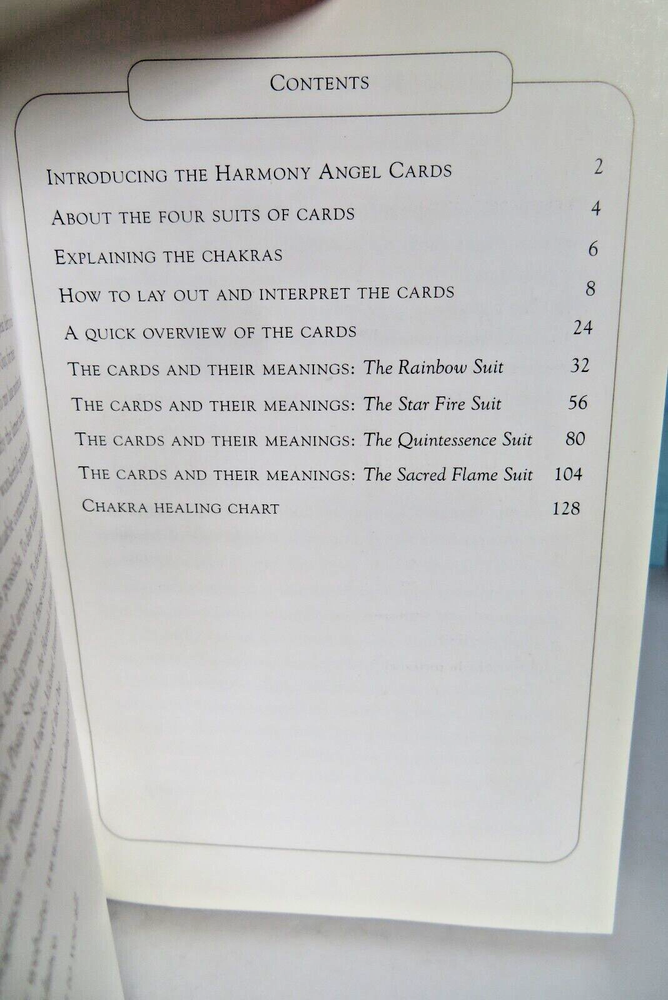 CONTENTS
INTRODUCING THE HARMONY ANGEL CARDS 2
ABOUT THE FOUR SUITS OF CARDS 4
EXPLAINING THE CHAKRAS 6
HOW TO LAY OUT AND INTERPRET THE CARDS 8
A QUICK OVERVIEW OF THE CARDS 24
THE CARDS AND THEIR MEANINGS: The Rainbow Suit 32
THE CARDS AND THEIR MEANINGS: The Star Fire Suit 56
THE CARDS AND THEIR MEANINGS: The Quintessence Suit 80
THE CARDS AND THEIR MEANINGS: The Sacred Flame Suit 104
CHAKRA HEALING CHART 128